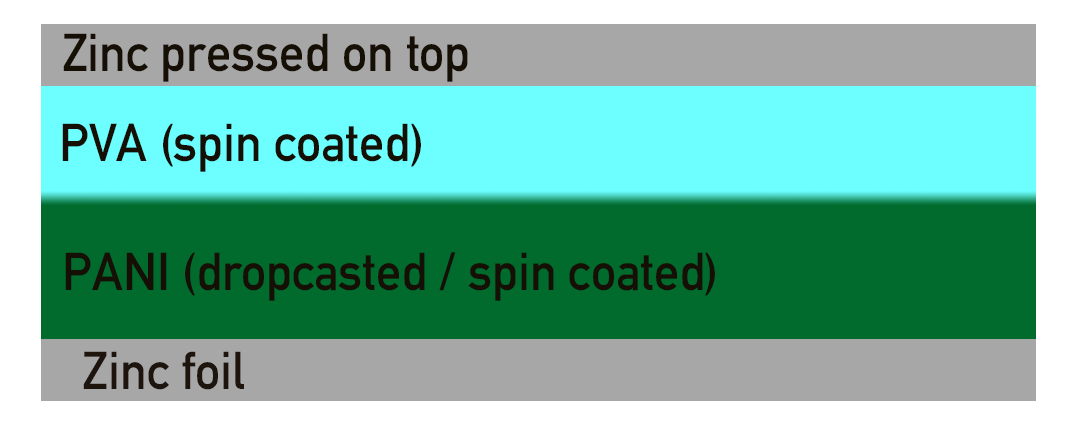 Zinc pressed on top
PVA (spin coated)
PANI (dropcasted / spin coated)
Zinc foil